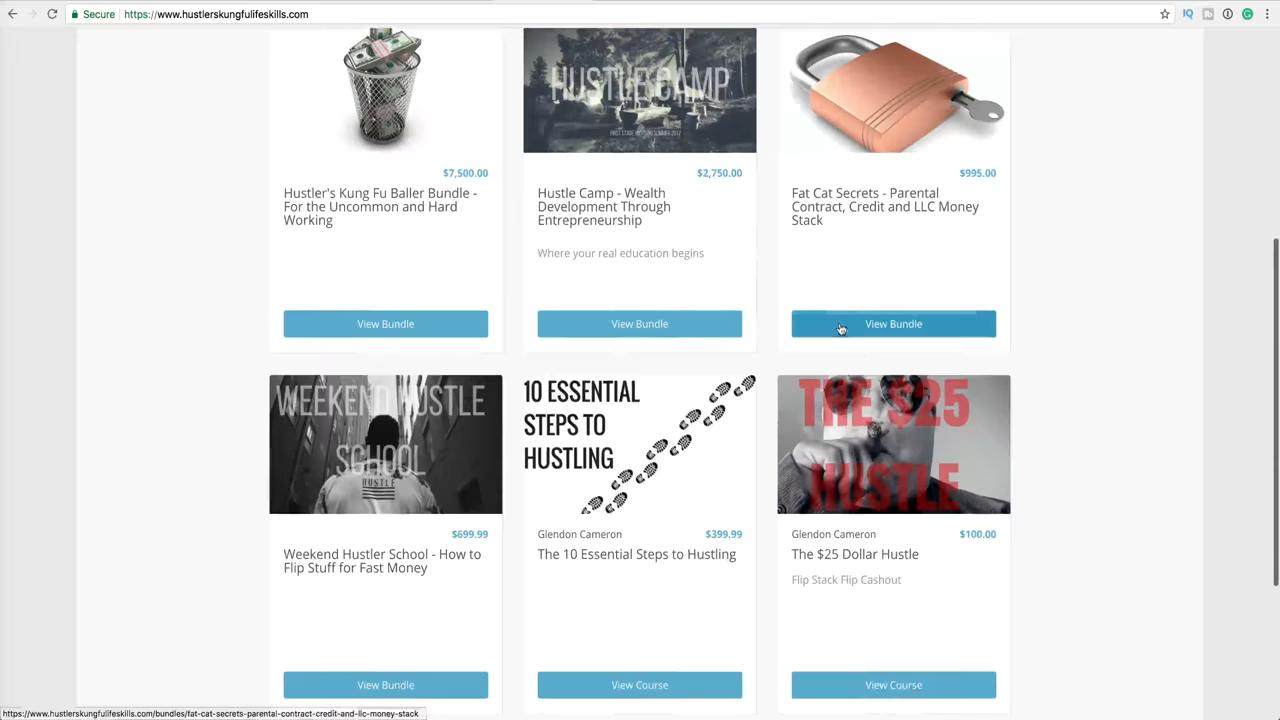 Secure
https://www.hustlerskungfulifeskills.com
HUSTLE CAMP
$7,500.00
Hustler's Kung Fu Baller Bundle -
For the Uncommon and Hard
Working
View Bundle
$2,750.00
Hustle Camp - Wealth
Development Through
Entrepreneurship
Where your real education begins
View Bundle
$995.00
Fat Cat Secrets - Parental
Contract, Credit and LLC Money
Stack
View Bundle
WEEKEND HUSTLE
SCHOOL
HUSTLE
$699.99
Weekend Hustler School - How to
Flip Stuff for Fast Money
View Bundle
10 ESSENTIAL
STEPS TO
HUSTLING
Glendon Cameron
$399.99
The 10 Essential Steps to Hustling
View Course
THE $25
HUSTLE
Glendon Cameron
$100.00
The $25 Dollar Hustle
Flip Stack Flip Cashout
View Course
https://www.hustlerskungfulifeskills.com/bundles/fat-cat-secrets-parental-contract-credit-and-llc-money-stack